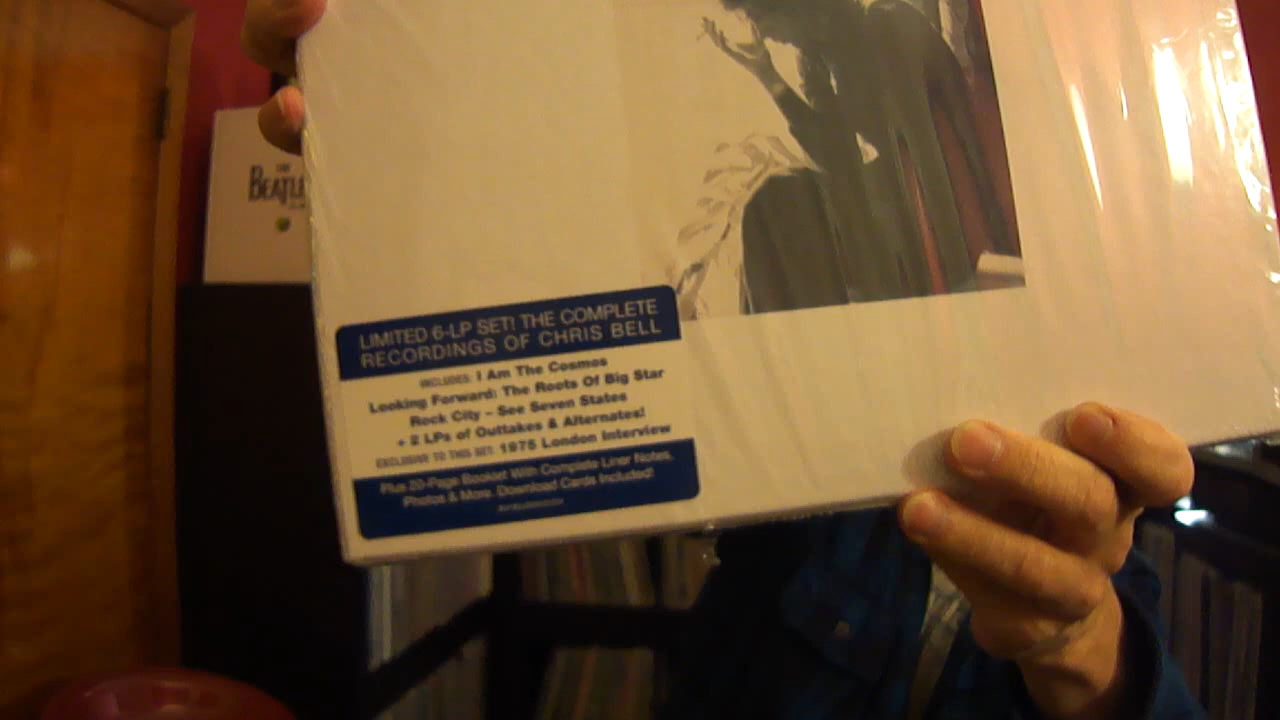 THE
BEATLE
LIMITED 6-LP SET! THE COMPLETE
RECORDINGS OF CHRIS BELL
INCLUDES: I Am The Cosmos
Looking Forward: The Roots Of Big Star
Rock City – See Seven States
+ 2 LPs of Outtakes & Alternates!
EXCLUSIVE TO THIS SET: 1975 London Interview
Plus 20-Page Booklet With Complete Liner Notes,
Photos & More. Download Cards Included!